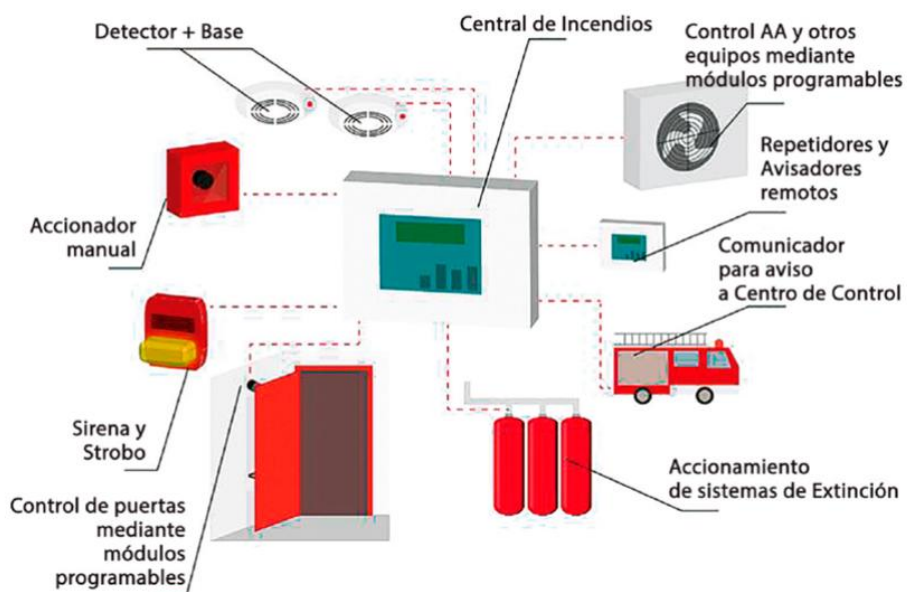 Detector + Base
Central de Incendios
Control AA y otros
equipos mediante
módulos programables
Repetidores y
Avisadores
remotos
Accionador
manual
Comunicador
para aviso
a Centro de Control
Sirena y
Strobo
Accionamiento
de sistemas de Extinción
Control de puertas
mediante
módulos
programables